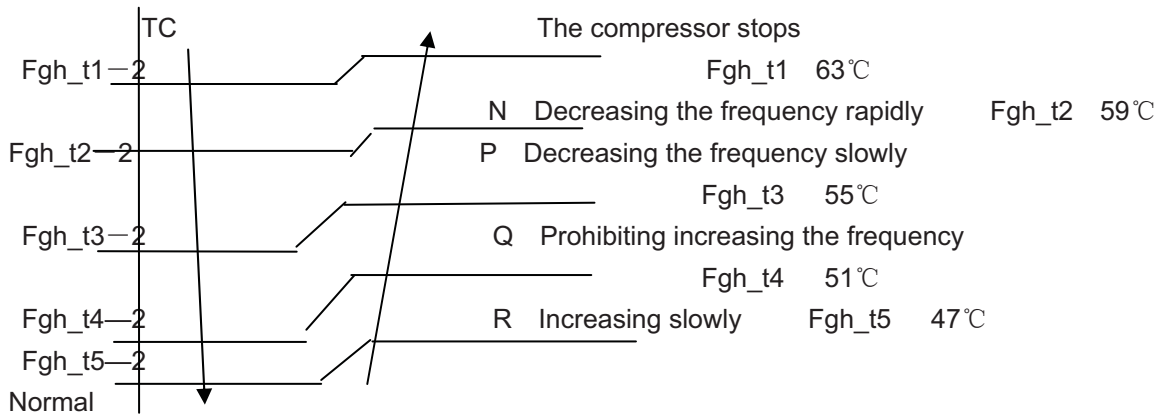 TC The compressor stops
Fgh_t1－2 Fgh_t1 63℃
N Decreasing the frequency rapidly Fgh_t2 59℃
Fgh_t2—2 P Decreasing the frequency slowly
Fgh_t3 55℃
Fgh_t3－2 Q Prohibiting increasing the frequency
Fgh_t4 51℃
Fgh_t4—2 R Increasing slowly Fgh_t5 47℃
Fgh_t5—2
Normal